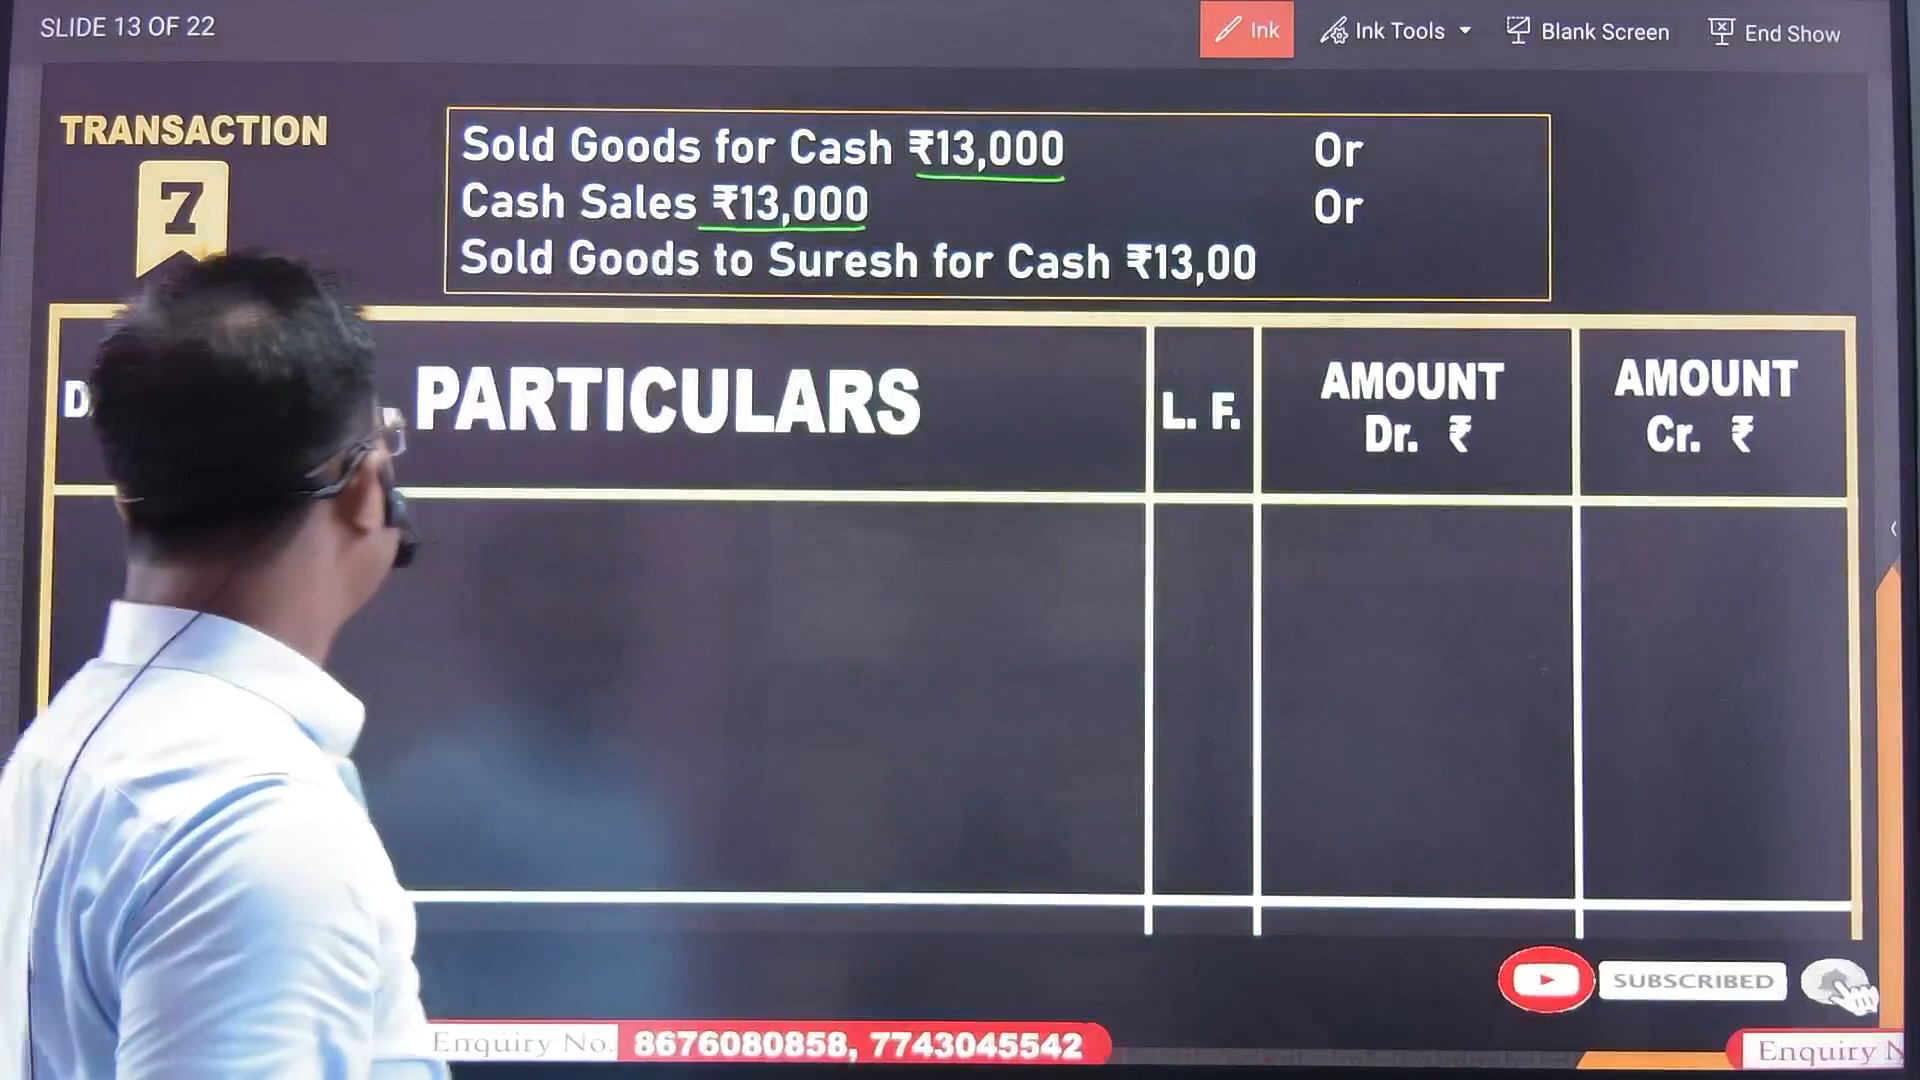 SLIDE 13 OF 22
Ink
Ink Tools
Blank Screen
End Show
TRANSACTION
7
Sold Goods for Cash ₹13,000 Or
Cash Sales ₹13,000 Or
Sold Goods to Suresh for Cash ₹13,00
PARTICULARS
L. F.
AMOUNT
Dr. ₹
AMOUNT
Cr. ₹
SUBSCRIBED
Enquiry No. 8676080858, 7743045542
Enquiry N